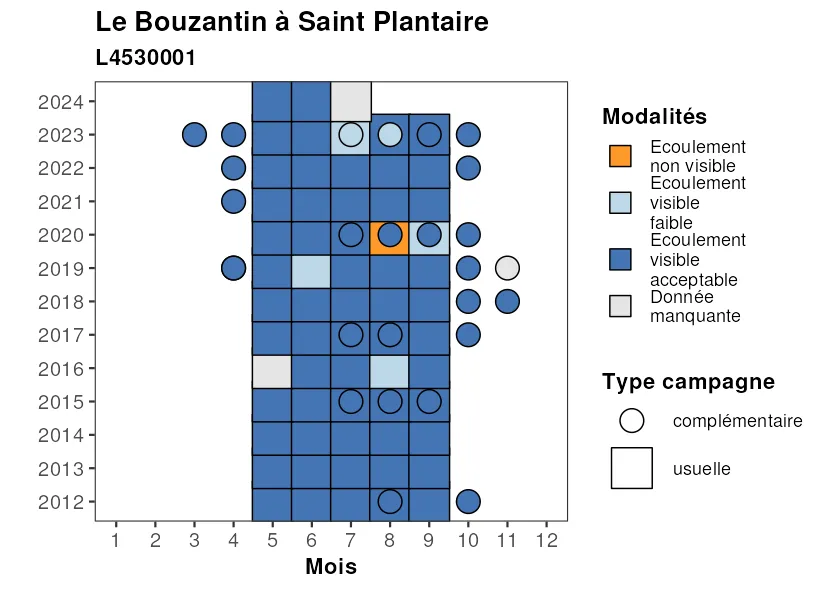 Le Bouzantin à Saint Plantaire
L4530001
2024
2023
2022
2021
2020
2019
2018
2017
2016
2015
2014
2013
2012
1 2 3 4 5 6 7 8 9 10 11 12
Mois
Modalités
Ecoulement
non visible
Ecoulement
visible
faible
Ecoulement
visible
acceptable
Donnée
manquante
Type campagne
complémentaire
usuelle